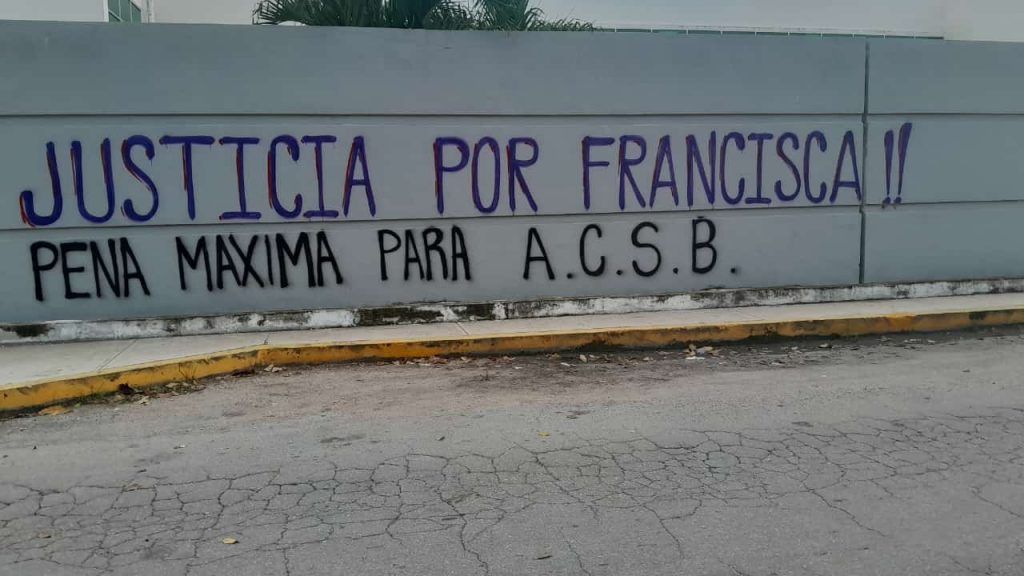 JUSTICIA POR FRANCISCA!!
PENA MAXIMA PARA A.C.S.B.